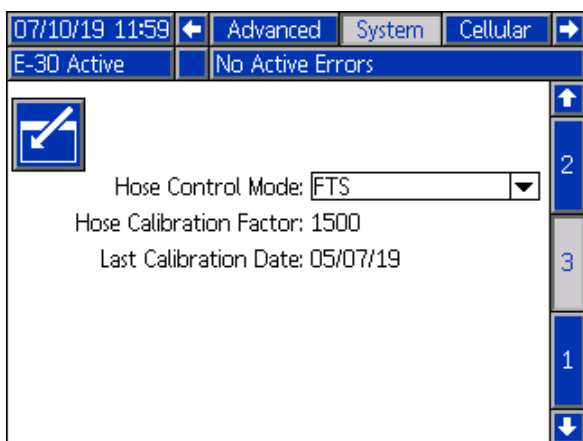 07/10/19 11:59 Advanced System Cellular
E-30 Active No Active Errors
2
Hose Control Mode: FTS
Hose Calibration Factor: 1500
Last Calibration Date: 05/07/19
3
1